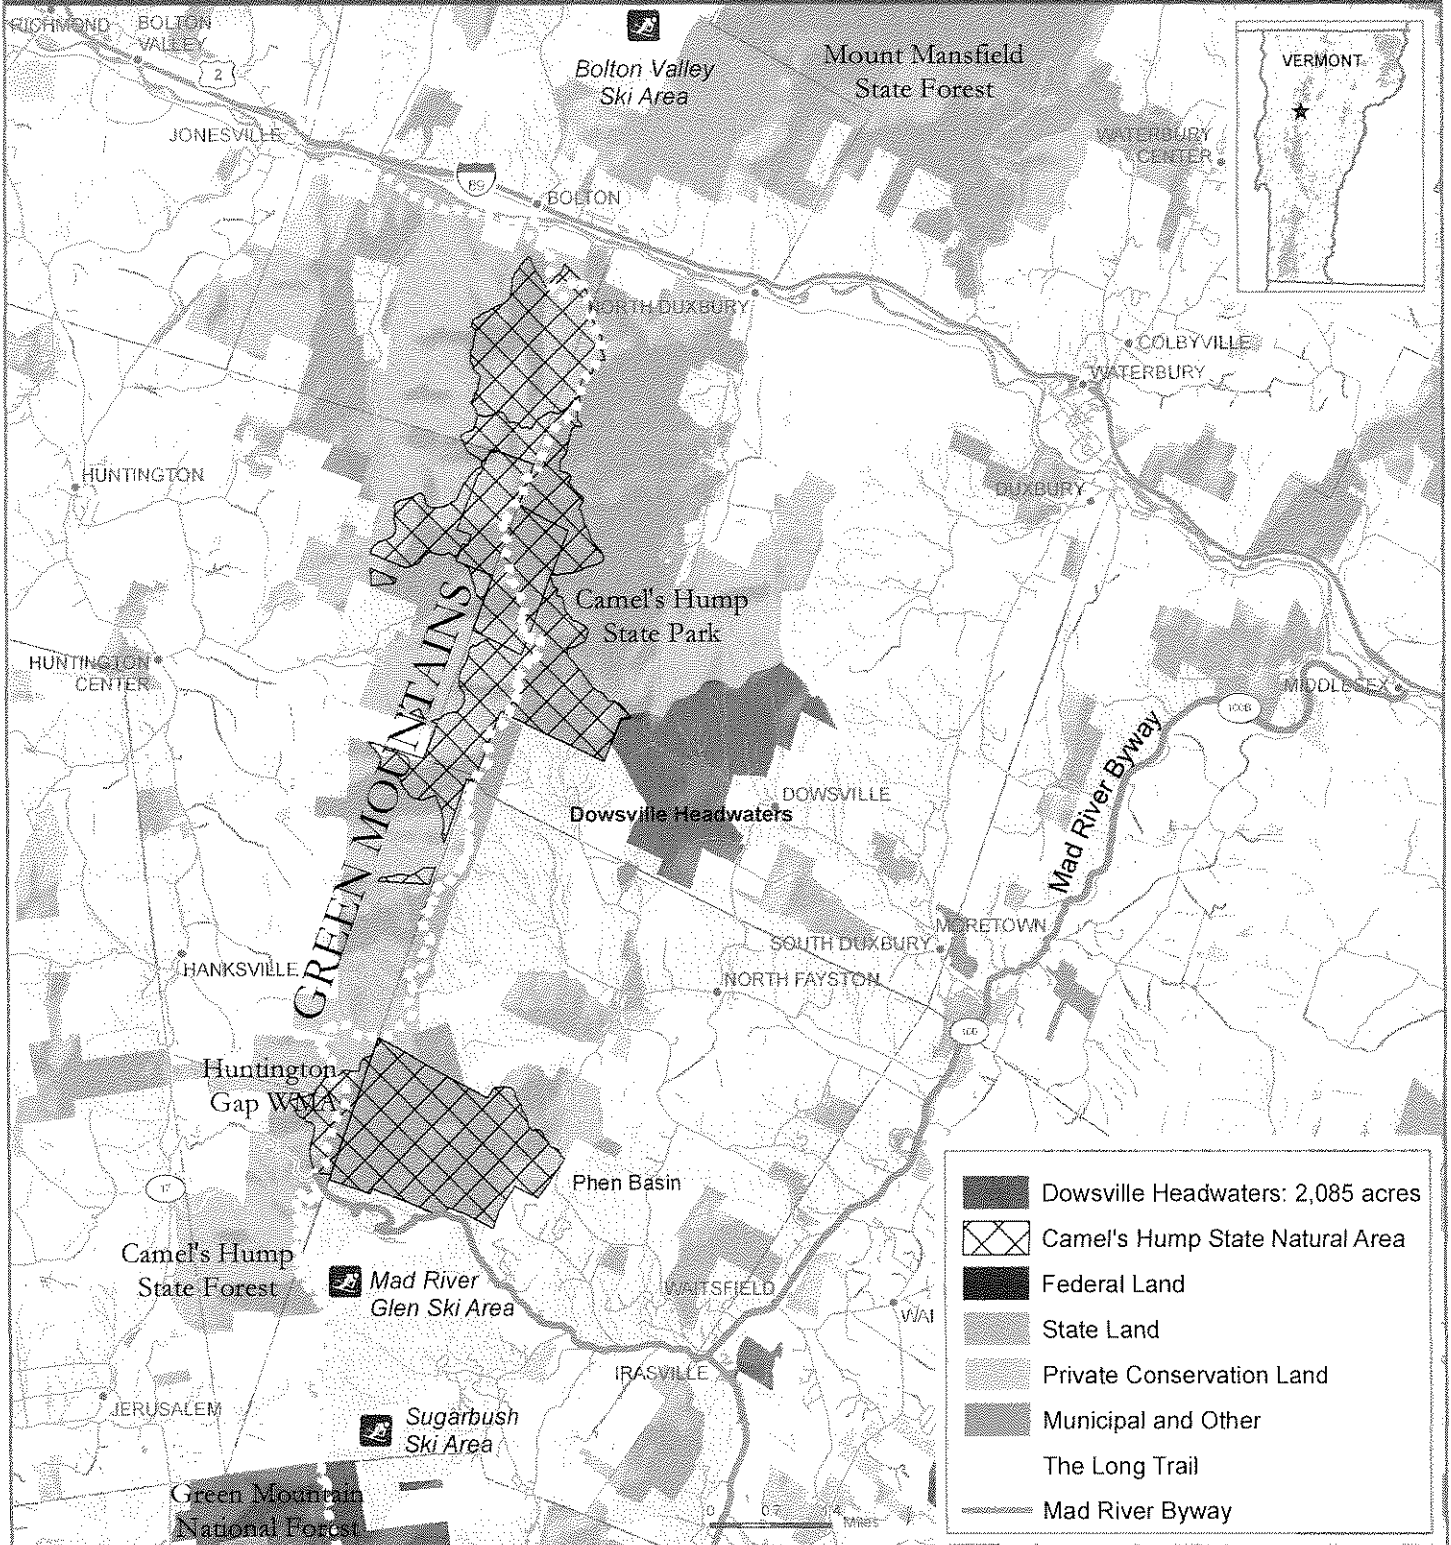 RICHMOND
BOLTON
VALLEY
2
Bolton Valley
Ski Area
Mount Mansfield
State Forest
VERMONT
JONESVILLE
WATERBURY
CENTER
89
BOLTON
NORTH DUXBURY
COLBYVILLE
WATERBURY
HUNTINGTON
DUXBURY
Camel's Hump
State Park
HUNTINGTON
CENTER
MIDDLESEX
100B
GREEN MOUNTAINS
Mad River Byway
DOWSVILLE
Dowsville Headwaters
MORETOWN
SOUTH DUXBURY
HANKSVILLE
NORTH FAYSTON
100
Huntington
Gap WMA
Phen Basin
17
Camel's Hump
State Forest
Mad River
Glen Ski Area
WAITSFIELD
WAI
IRASVILLE
JERUSALEM
Sugarbush
Ski Area
Green Mountain
National Forest
0 0.7 1.4
Miles
Dowsville Headwaters: 2,085 acres
Camel's Hump State Natural Area
Federal Land
State Land
Private Conservation Land
Municipal and Other
The Long Trail
Mad River Byway